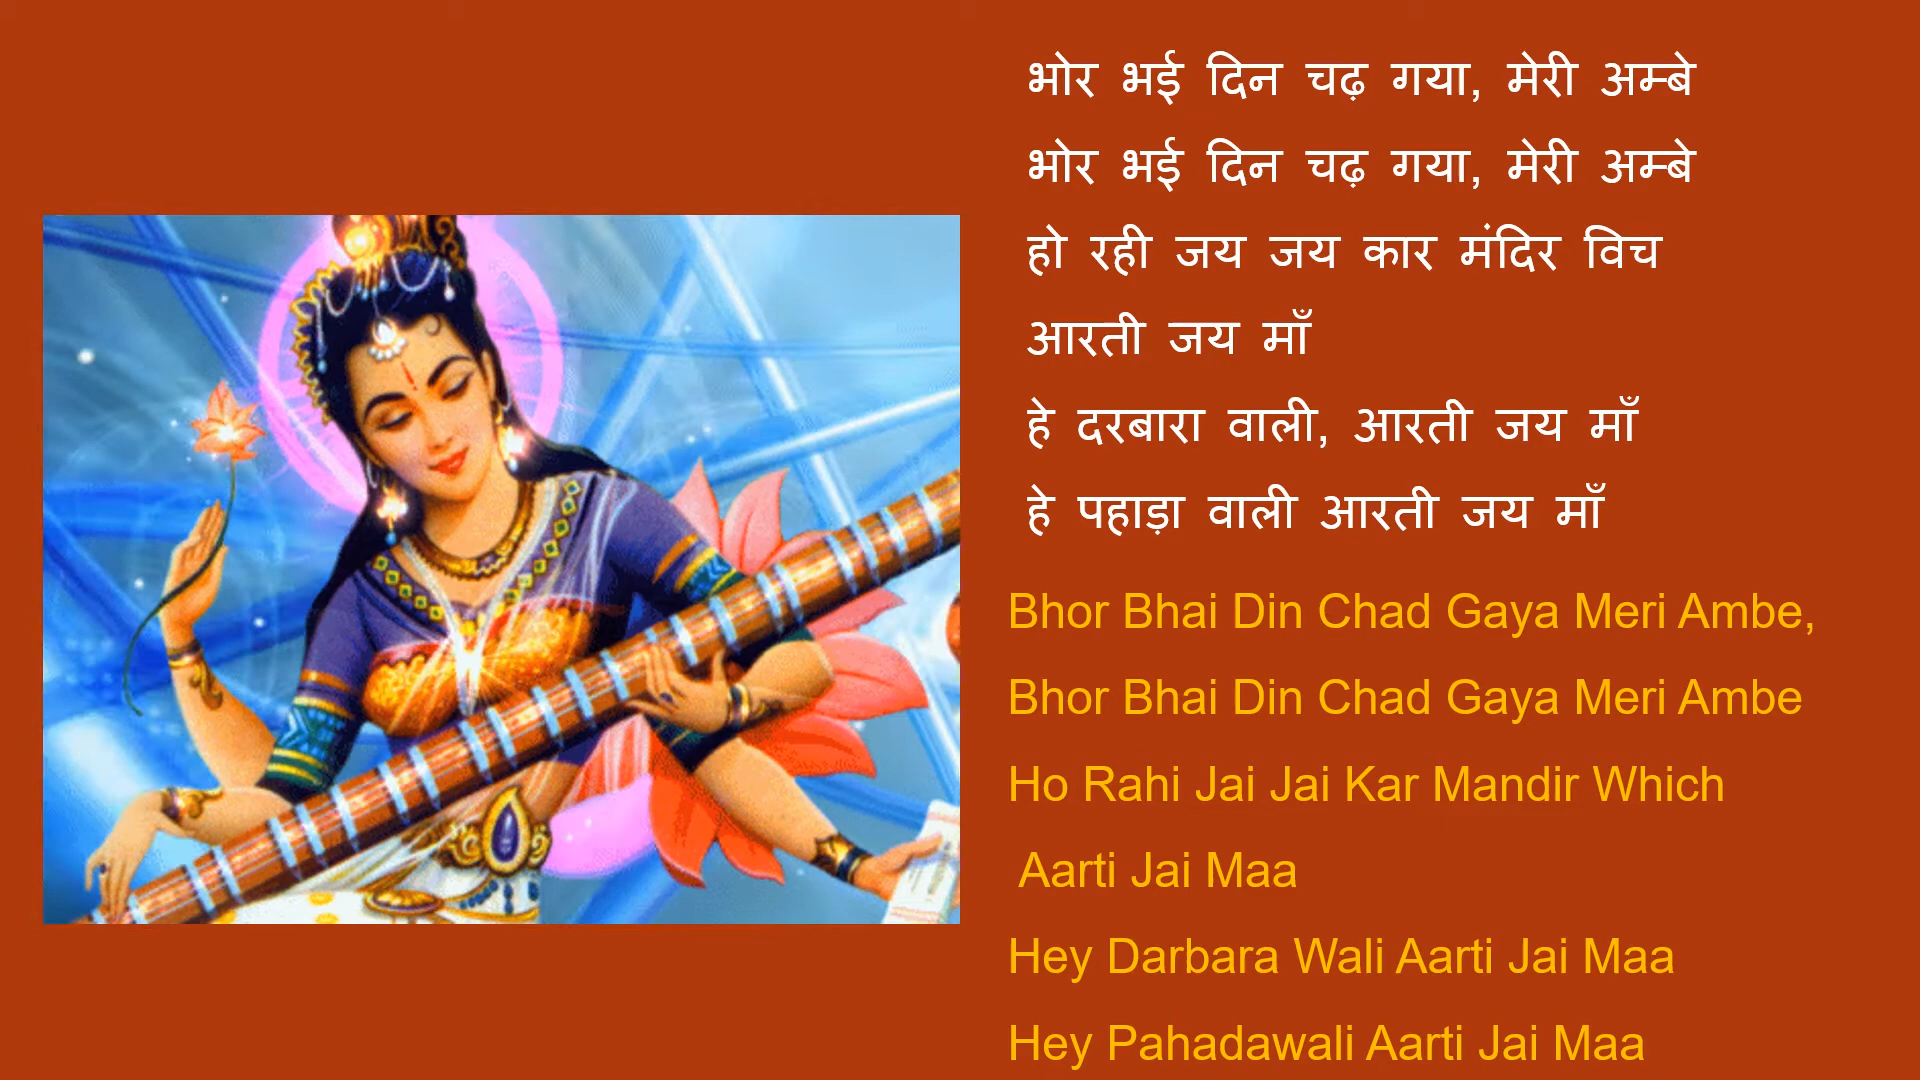 भोर भई दिन चढ़ गया, मेरी अम्बे
भोर भई दिन चढ़ गया, मेरी अम्बे
हो रही जय जय कार मंदिर विच
आरती जय माँ
हे दरबारा वाली, आरती जय माँ
हे पहाड़ा वाली आरती जय माँ
Bhor Bhai Din Chad Gaya Meri Ambe,
Bhor Bhai Din Chad Gaya Meri Ambe
Ho Rahi Jai Jai Kar Mandir Which
Aarti Jai Maa
Hey Darbara Wali Aarti Jai Maa
Hey Pahadawali Aarti Jai Maa